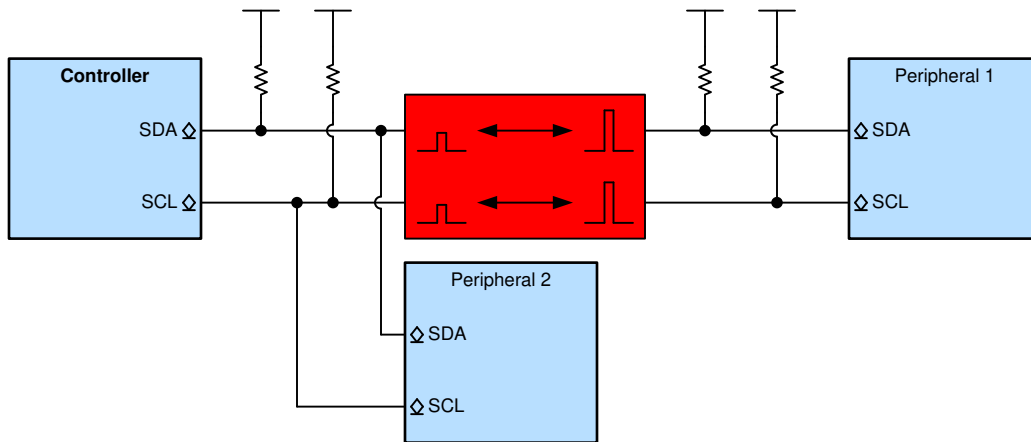 Controller
SDA
SCL
Peripheral 1
SDA
SCL
Peripheral 2
SDA
SCL